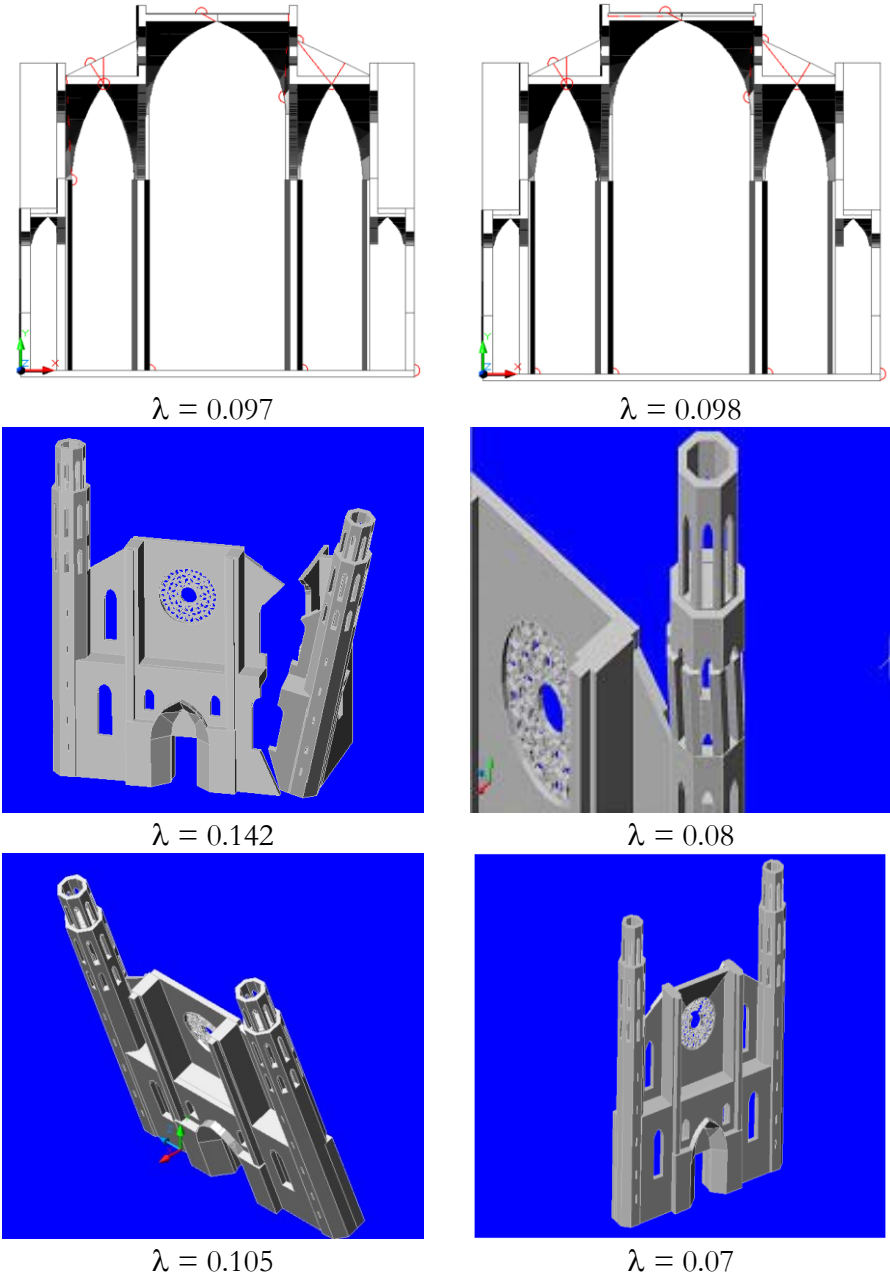 Y
Z
X
Y
Z
X
λ = 0.097
λ = 0.098
λ = 0.142
λ = 0.08
λ = 0.105
λ = 0.07